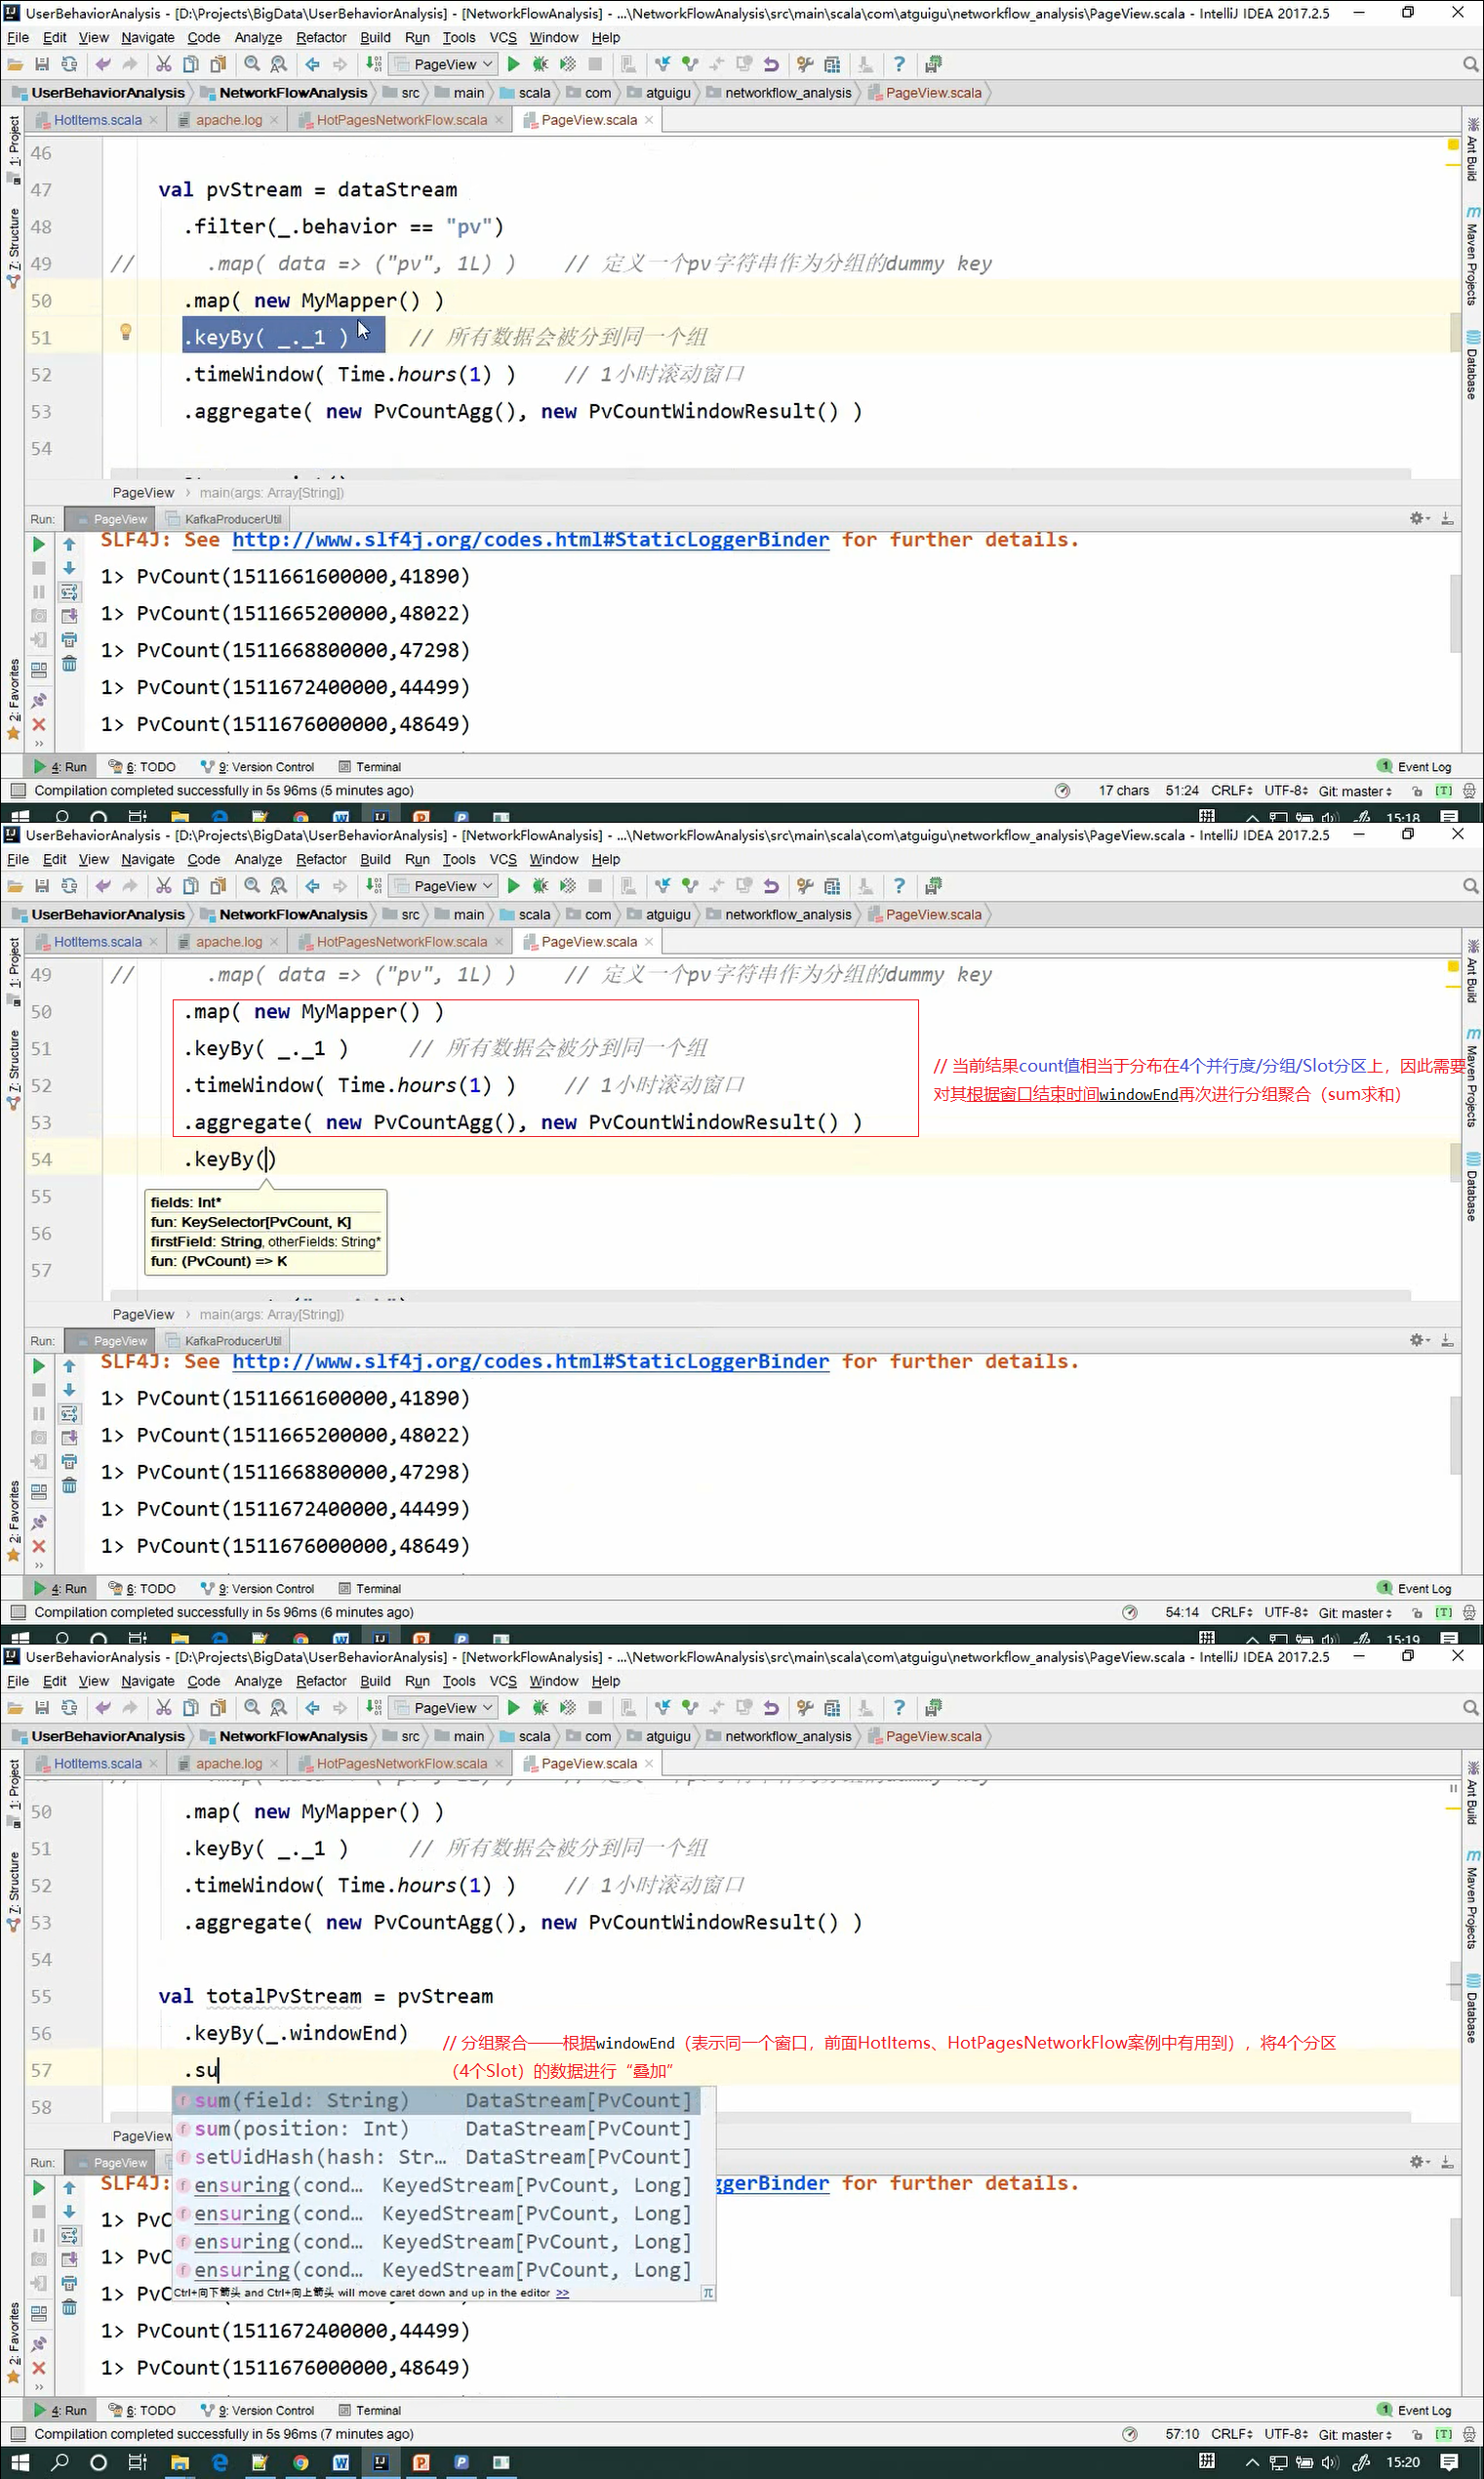 UserBehaviorAnalysis - [D:\Projects\BigData\UserBehaviorAnalysis] - [NetworkFlowAnalysis] - ...\NetworkFlowAnalysis\src\main\scala\com\atguigu\networkflow_analysis\PageView.scala - IntelliJ IDEA 2017.2.5
File Edit View Navigate Code Analyze Refactor Build Run Tools VCS Window Help
PageView
UserBehaviorAnalysis NetworkFlowAnalysis src main scala com atguigu networkflow_analysis PageView.scala
HotItems.scala apache.log HotPagesNetworkFlow.scala PageView.scala
1: Project
7: Structure
2: Favorites
Ant Build
Maven Projects
Database
46
47 val pvStream = dataStream
48 .filter(_.behavior == "pv")
49 // .map( data => ("pv", 1L) ) // 定义一个pv字符串作为分组的dummy key
50 .map( new MyMapper() )
51 .keyBy( _._1 ) // 所有数据会被分到同一个组
52 .timeWindow( Time.hours(1) ) // 1小时滚动窗口
53 .aggregate( new PvCountAgg(), new PvCountWindowResult() )
54
PageView › main(args: Array[String])
Run: PageView KafkaProducerUtil
SLF4J: See http://www.slf4j.org/codes.html#StaticLoggerBinder for further details.
1> PvCount(1511661600000,41890)
1> PvCount(1511665200000,48022)
1> PvCount(1511668800000,47298)
1> PvCount(1511672400000,44499)
1> PvCount(1511676000000,48649)
4: Run 6: TODO 9: Version Control Terminal 1 Event Log
Compilation completed successfully in 5s 96ms (5 minutes ago) 17 chars 51:24 CRLF UTF-8 Git: master [T]
15:18
UserBehaviorAnalysis - [D:\Projects\BigData\UserBehaviorAnalysis] - [NetworkFlowAnalysis] - ...\NetworkFlowAnalysis\src\main\scala\com\atguigu\networkflow_analysis\PageView.scala - IntelliJ IDEA 2017.2.5
File Edit View Navigate Code Analyze Refactor Build Run Tools VCS Window Help
PageView
UserBehaviorAnalysis NetworkFlowAnalysis src main scala com atguigu networkflow_analysis PageView.scala
HotItems.scala apache.log HotPagesNetworkFlow.scala PageView.scala
1: Project
7: Structure
2: Favorites
Ant Build
Maven Projects
Database
49 // .map( data => ("pv", 1L) ) // 定义一个pv字符串作为分组的dummy key
50 .map( new MyMapper() )
51 .keyBy( _._1 ) // 所有数据会被分到同一个组
52 .timeWindow( Time.hours(1) ) // 1小时滚动窗口
53 .aggregate( new PvCountAgg(), new PvCountWindowResult() )
54 .keyBy()
// 当前结果count值相当于分布在4个并行度/分组/Slot分区上，因此需要
对其根据窗口结束时间windowEnd再次进行分组聚合（sum求和）
55
56
57
fields: Int*
fun: KeySelector[PvCount, K]
firstField: String, otherFields: String*
fun: (PvCount) => K
PageView › main(args: Array[String])
Run: PageView KafkaProducerUtil
SLF4J: See http://www.slf4j.org/codes.html#StaticLoggerBinder for further details.
1> PvCount(1511661600000,41890)
1> PvCount(1511665200000,48022)
1> PvCount(1511668800000,47298)
1> PvCount(1511672400000,44499)
1> PvCount(1511676000000,48649)
4: Run 6: TODO 9: Version Control Terminal 1 Event Log
Compilation completed successfully in 5s 96ms (6 minutes ago) 54:14 CRLF UTF-8 Git: master [T]
15:19
UserBehaviorAnalysis - [D:\Projects\BigData\UserBehaviorAnalysis] - [NetworkFlowAnalysis] - ...\NetworkFlowAnalysis\src\main\scala\com\atguigu\networkflow_analysis\PageView.scala - IntelliJ IDEA 2017.2.5
File Edit View Navigate Code Analyze Refactor Build Run Tools VCS Window Help
PageView
UserBehaviorAnalysis NetworkFlowAnalysis src main scala com atguigu networkflow_analysis PageView.scala
HotItems.scala apache.log HotPagesNetworkFlow.scala PageView.scala
1: Project
7: Structure
2: Favorites
Ant Build
Maven Projects
Database
50 .map( new MyMapper() )
51 .keyBy( _._1 ) // 所有数据会被分到同一个组
52 .timeWindow( Time.hours(1) ) // 1小时滚动窗口
53 .aggregate( new PvCountAgg(), new PvCountWindowResult() )
54
55 val totalPvStream = pvStream
56 .keyBy(_.windowEnd) // 分组聚合——根据windowEnd（表示同一个窗口，前面HotItems、HotPagesNetworkFlow案例中有用到），将4个分区
57 .su （4个Slot）的数据进行“叠加”
58
sum(field: String) DataStream[PvCount]
sum(position: Int) DataStream[PvCount]
setUidHash(hash: Str... DataStream[PvCount]
ensuring(cond... KeyedStream[PvCount, Long]
ensuring(cond... KeyedStream[PvCount, Long]
ensuring(cond... KeyedStream[PvCount, Long]
ensuring(cond... KeyedStream[PvCount, Long]
Ctrl+向下箭头 and Ctrl+向上箭头 will move caret down and up in the editor >> π
PageView
Run: PageView
SLF4J: ggerBinder for further details.
1> PvC
1> PvC
1> PvC
1> PvCount(1511672400000,44499)
1> PvCount(1511676000000,48649)
4: Run 6: TODO 9: Version Control Terminal 1 Event Log
Compilation completed successfully in 5s 96ms (7 minutes ago) 57:10 CRLF UTF-8 Git: master [T]
拼 15:20